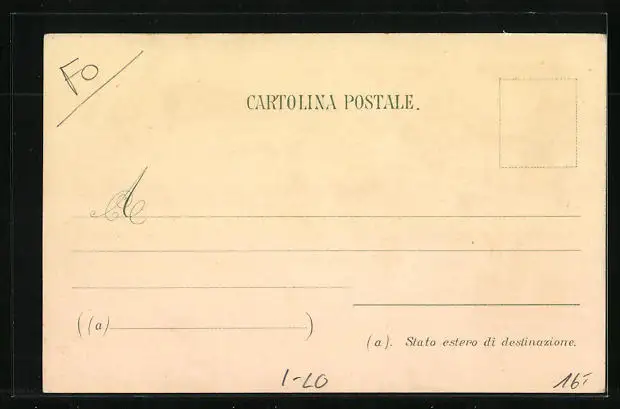 FO
CARTOLINA POSTALE.
A
((a) )
(a). Stato estero di destinazione.
1-20
16,-